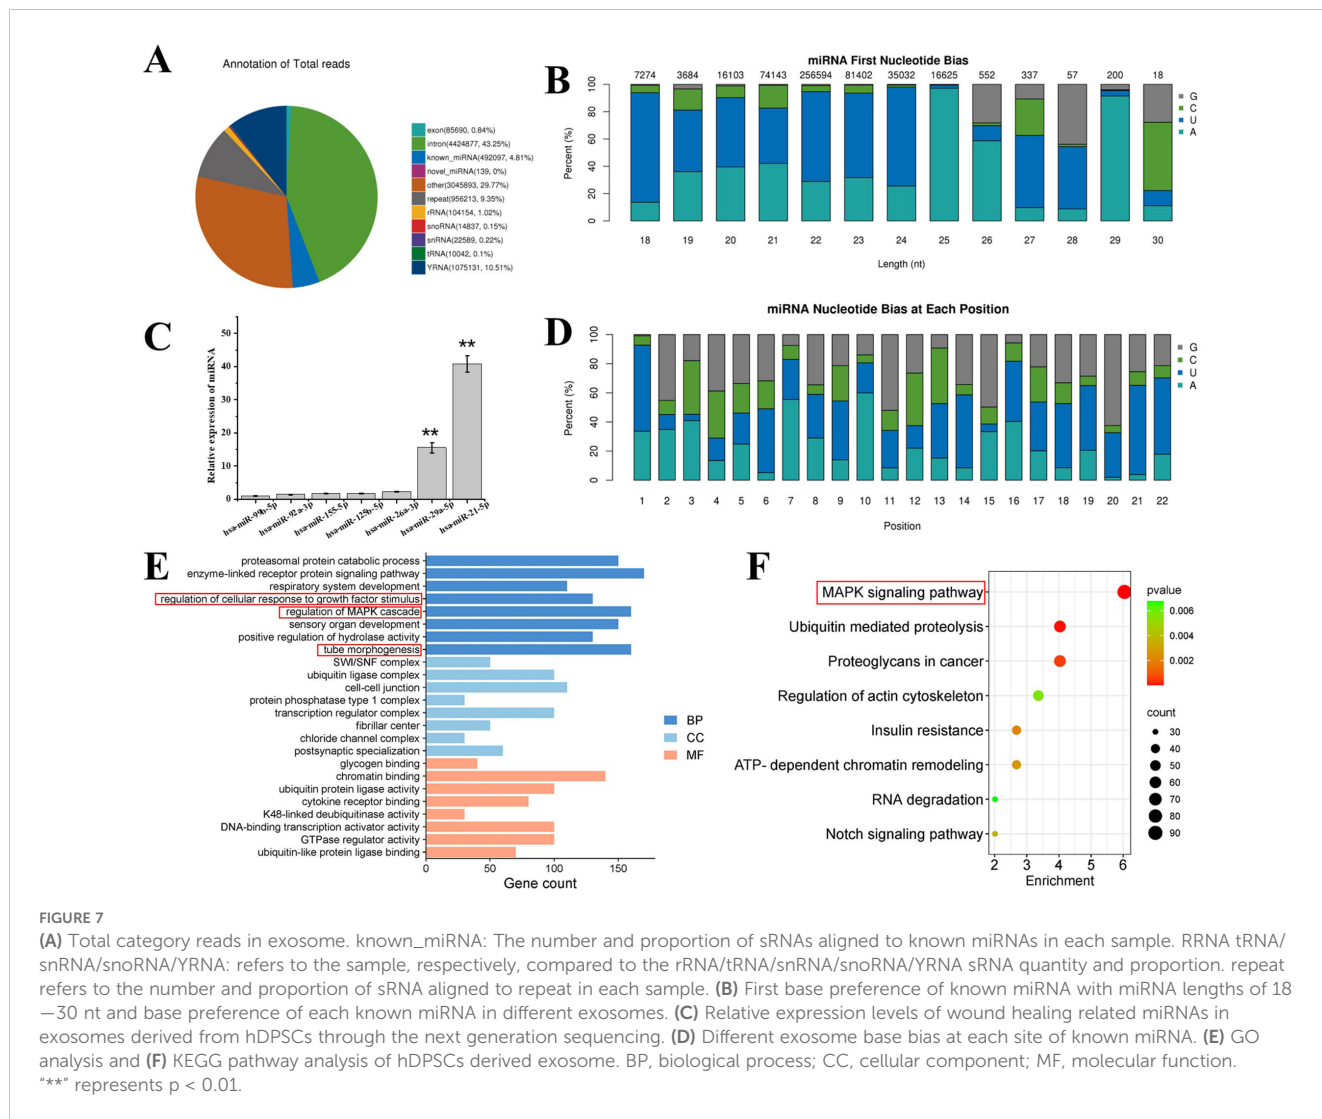 A
Annotation of Total reads
exon(85690, 0.84%)
intron(4424877, 43.25%)
known_miRNA(492097, 4.81%)
novel_miRNA(139, 0%)
other(3045893, 29.77%)
repeat(956213, 9.35%)
rRNA(104154, 1.02%)
snoRNA(14837, 0.15%)
snRNA(22589, 0.22%)
tRNA(10042, 0.1%)
YRNA(1075131, 10.51%)
B
miRNA First Nucleotide Bias
7274 3684 16103 74143 256594 81402 35032 16625 552 337 57 200 18
Percent (%)
100
80
60
40
20
0
18 19 20 21 22 23 24 25 26 27 28 29 30
Length (nt)
G
C
U
A
C
Relative expression of miRNA
50
40
30
20
10
0
**
**
hsa-miR-99b-5p
hsa-miR-92a-1p
hsa-miR-155-5p
hsa-miR-125b-5p
hsa-miR-26a-1p
hsa-miR-29a-5p
hsa-miR-21-5p
D
miRNA Nucleotide Bias at Each Position
Percent (%)
100
80
60
40
20
0
1 2 3 4 5 6 7 8 9 10 11 12 13 14 15 16 17 18 19 20 21 22
Position
G
C
U
A
E
proteasomal protein catabolic process
enzyme-linked receptor protein signaling pathway
respiratory system development
regulation of cellular response to growth factor stimulus
regulation of MAPK cascade
sensory organ development
positive regulation of hydrolase activity
tube morphogenesis
SWI/SNF complex
ubiquitin ligase complex
cell-cell junction
protein phosphatase type 1 complex
transcription regulator complex
fibrillar center
chloride channel complex
postsynaptic specialization
glycogen binding
chromatin binding
ubiquitin protein ligase activity
cytokine receptor binding
K48-linked deubiquitinase activity
DNA-binding transcription activator activity
GTPase regulator activity
ubiquitin-like protein ligase binding
0 50 100 150
Gene count
BP
CC
MF
F
MAPK signaling pathway
Ubiquitin mediated proteolysis
Proteoglycans in cancer
Regulation of actin cytoskeleton
Insulin resistance
ATP- dependent chromatin remodeling
RNA degradation
Notch signaling pathway
2 3 4 5 6
Enrichment
pvalue
0.006
0.004
0.002
count
30
40
50
60
70
80
90
FIGURE 7
(A) Total category reads in exosome. known_miRNA: The number and proportion of sRNAs aligned to known miRNAs in each sample. RRNA tRNA/
snRNA/snoRNA/YRNA: refers to the sample, respectively, compared to the rRNA/tRNA/snRNA/snoRNA/YRNA sRNA quantity and proportion. repeat
refers to the number and proportion of sRNA aligned to repeat in each sample. (B) First base preference of known miRNA with miRNA lengths of 18
—30 nt and base preference of each known miRNA in different exosomes. (C) Relative expression levels of wound healing related miRNAs in
exosomes derived from hDPSCs through the next generation sequencing. (D) Different exosome base bias at each site of known miRNA. (E) GO
analysis and (F) KEGG pathway analysis of hDPSCs derived exosome. BP, biological process; CC, cellular component; MF, molecular function.
"**" represents p < 0.01.